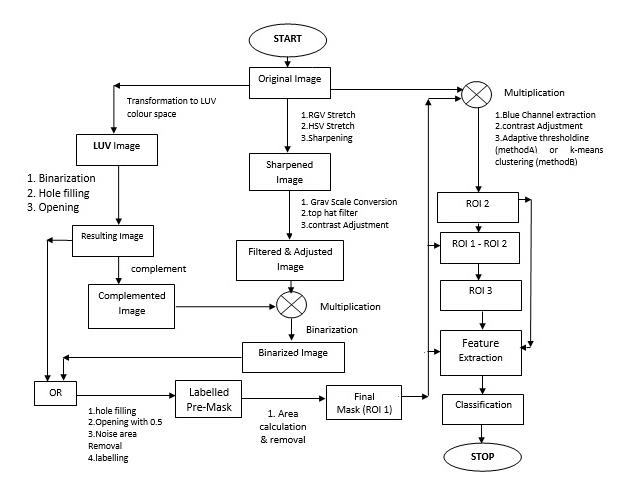 START
Original Image
Transformation to LUV
colour space
LUV Image
1. Binarization
2. Hole filling
3. Opening
Resulting Image
complement
Complemented
Image
1.RGV Stretch
2.HSV Stretch
3.Sharpening
Sharpened
Image
1. Grav Scale Conversion
2.top hat filter
3.contrast Adjustment
Filtered & Adjusted
Image
Multiplication
Binarization
Binarized Image
OR
1.hole filling
2.Opening with 0.5
3.Noise area
Removal
4.labelling
Labelled
Pre-Mask
1. Area
calculation
& removal
Final
Mask (ROI 1)
Multiplication
1.Blue Channel extraction
2.contrast Adjustment
3.Adaptive thresholding
(methodA) or k-means
clustering (methodB)
ROI 2
ROI 1 - ROI 2
ROI 3
Feature
Extraction
Classification
STOP